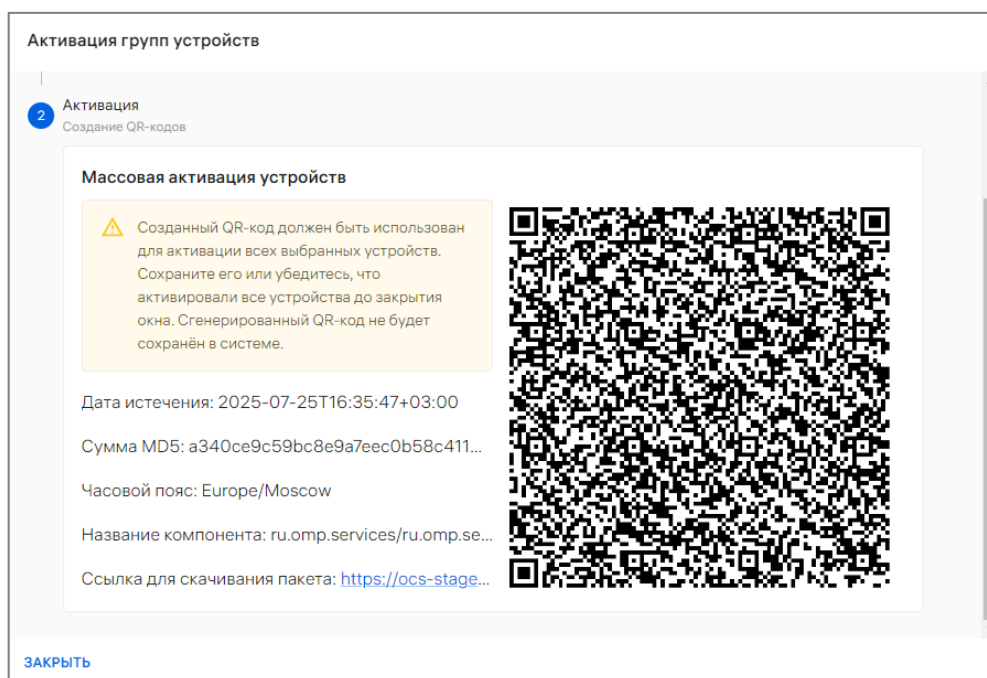 Активация групп устройств
2
Активация
Создание QR-кодов
Массовая активация устройств
Созданный QR-код должен быть использован
для активации всех выбранных устройств.
Сохраните его или убедитесь, что
активировали все устройства до закрытия
окна. Сгенерированный QR-код не будет
сохранён в системе.
Дата истечения: 2025-07-25T16:35:47+03:00
Сумма MD5: a340ce9c59bc8e9a7eec0b58c411...
Часовой пояс: Europe/Moscow
Название компонента: ru.omp.services/ru.omp.se...
Ссылка для скачивания пакета: https://ocs-stage...
ЗАКРЫТЬ